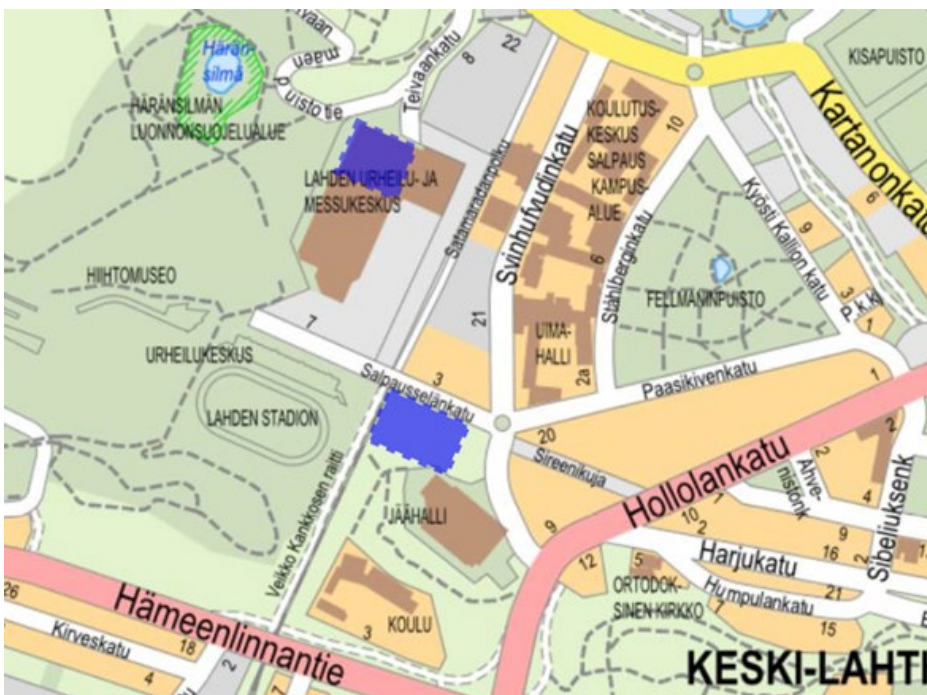 Härän-
silmä
HÄRÄNSILMÄN
LUONNONSUOJELUALUE
mäen
puistotie
Teivaankatu
8
22
LAHDEN URHEILU- JA
MESSUKESKUS
Satamaradanpolku
Svinhufvudinkatu
KOULUTUS-
KESKUS
SALPAUS
KAMPUS-
ALUE
10
6
KISAPUISTO
Kartanonkatu
Kyösti Kallion katu
6
9
3
P.k.K
1
Ståhlberginkatu
FELLMANINPUISTO
HIIHTOMUSEO
7
21
UIMA-
HALLI
2a
URHEILUKESKUS
Salpausselänkatu
3
Paasikivenkatu
1
LAHDEN STADION
20
Sireenikuja
Hollolankatu
2
Ahve-
nistonk
2
4
Sibeliuksenk
Veikko Kankkosen raitti
JÄÄHALLI
9
1
10
2
9
16
2
Harjukatu
12
5
ORTODOK-
SINEN KIRKKO
Humpulankatu
7
21
15
26
Hämeenlinnantie
Kirveskatu
18
4
2
3
KOULU
KESKI-LAHTI